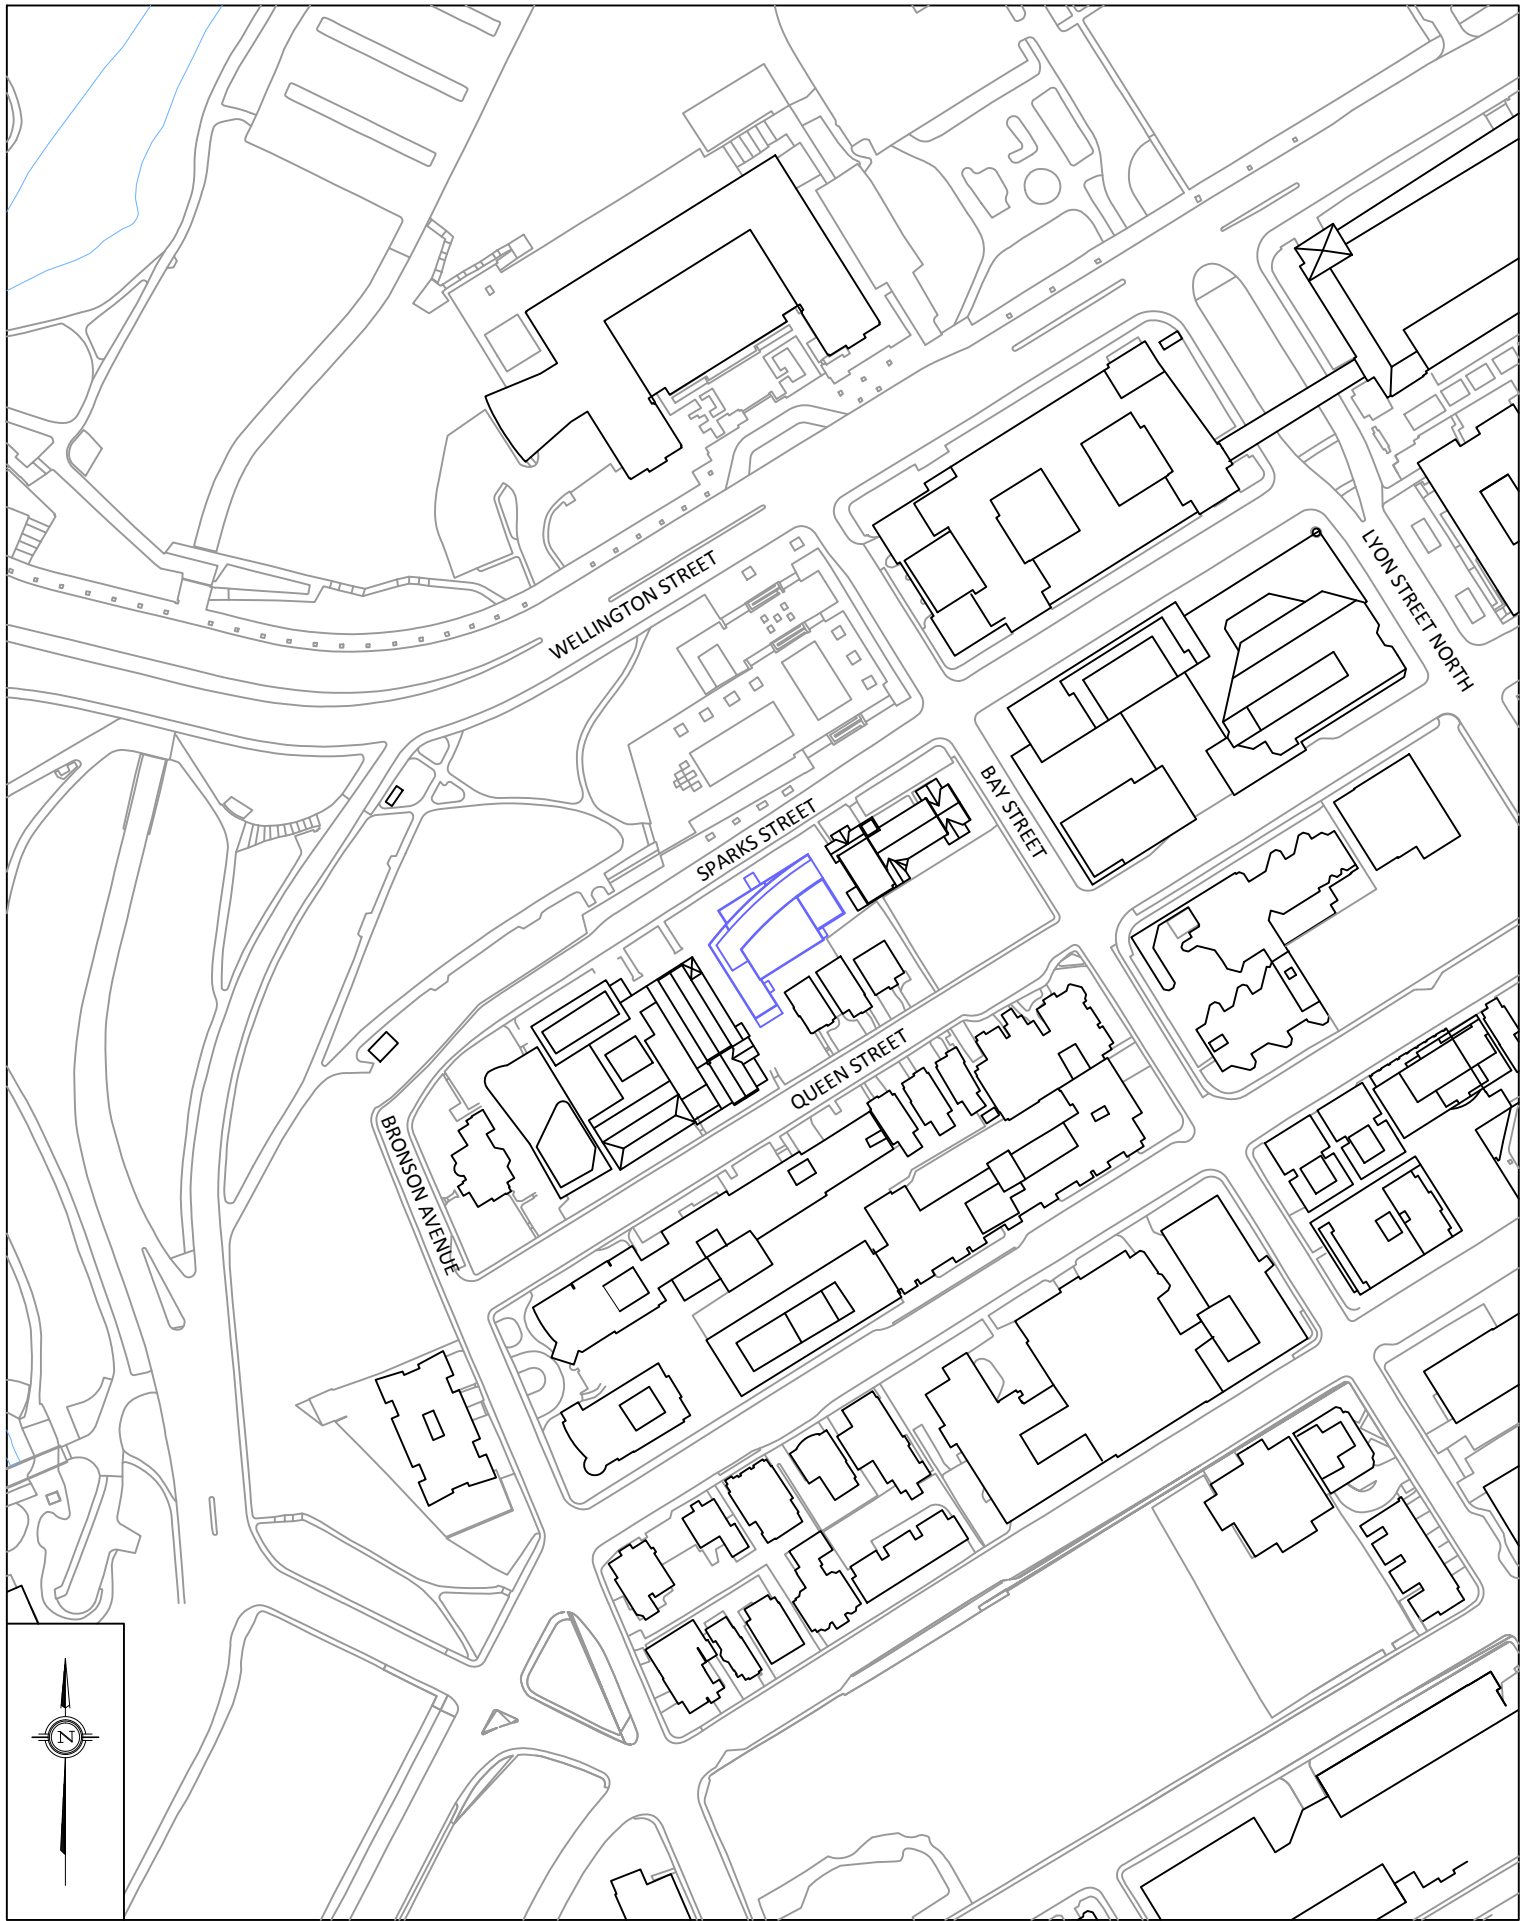 LYON STREET NORTH
WELLINGTON STREET
BAY STREET
SPARKS STREET
QUEEN STREET
BRONSON AVENUE
N